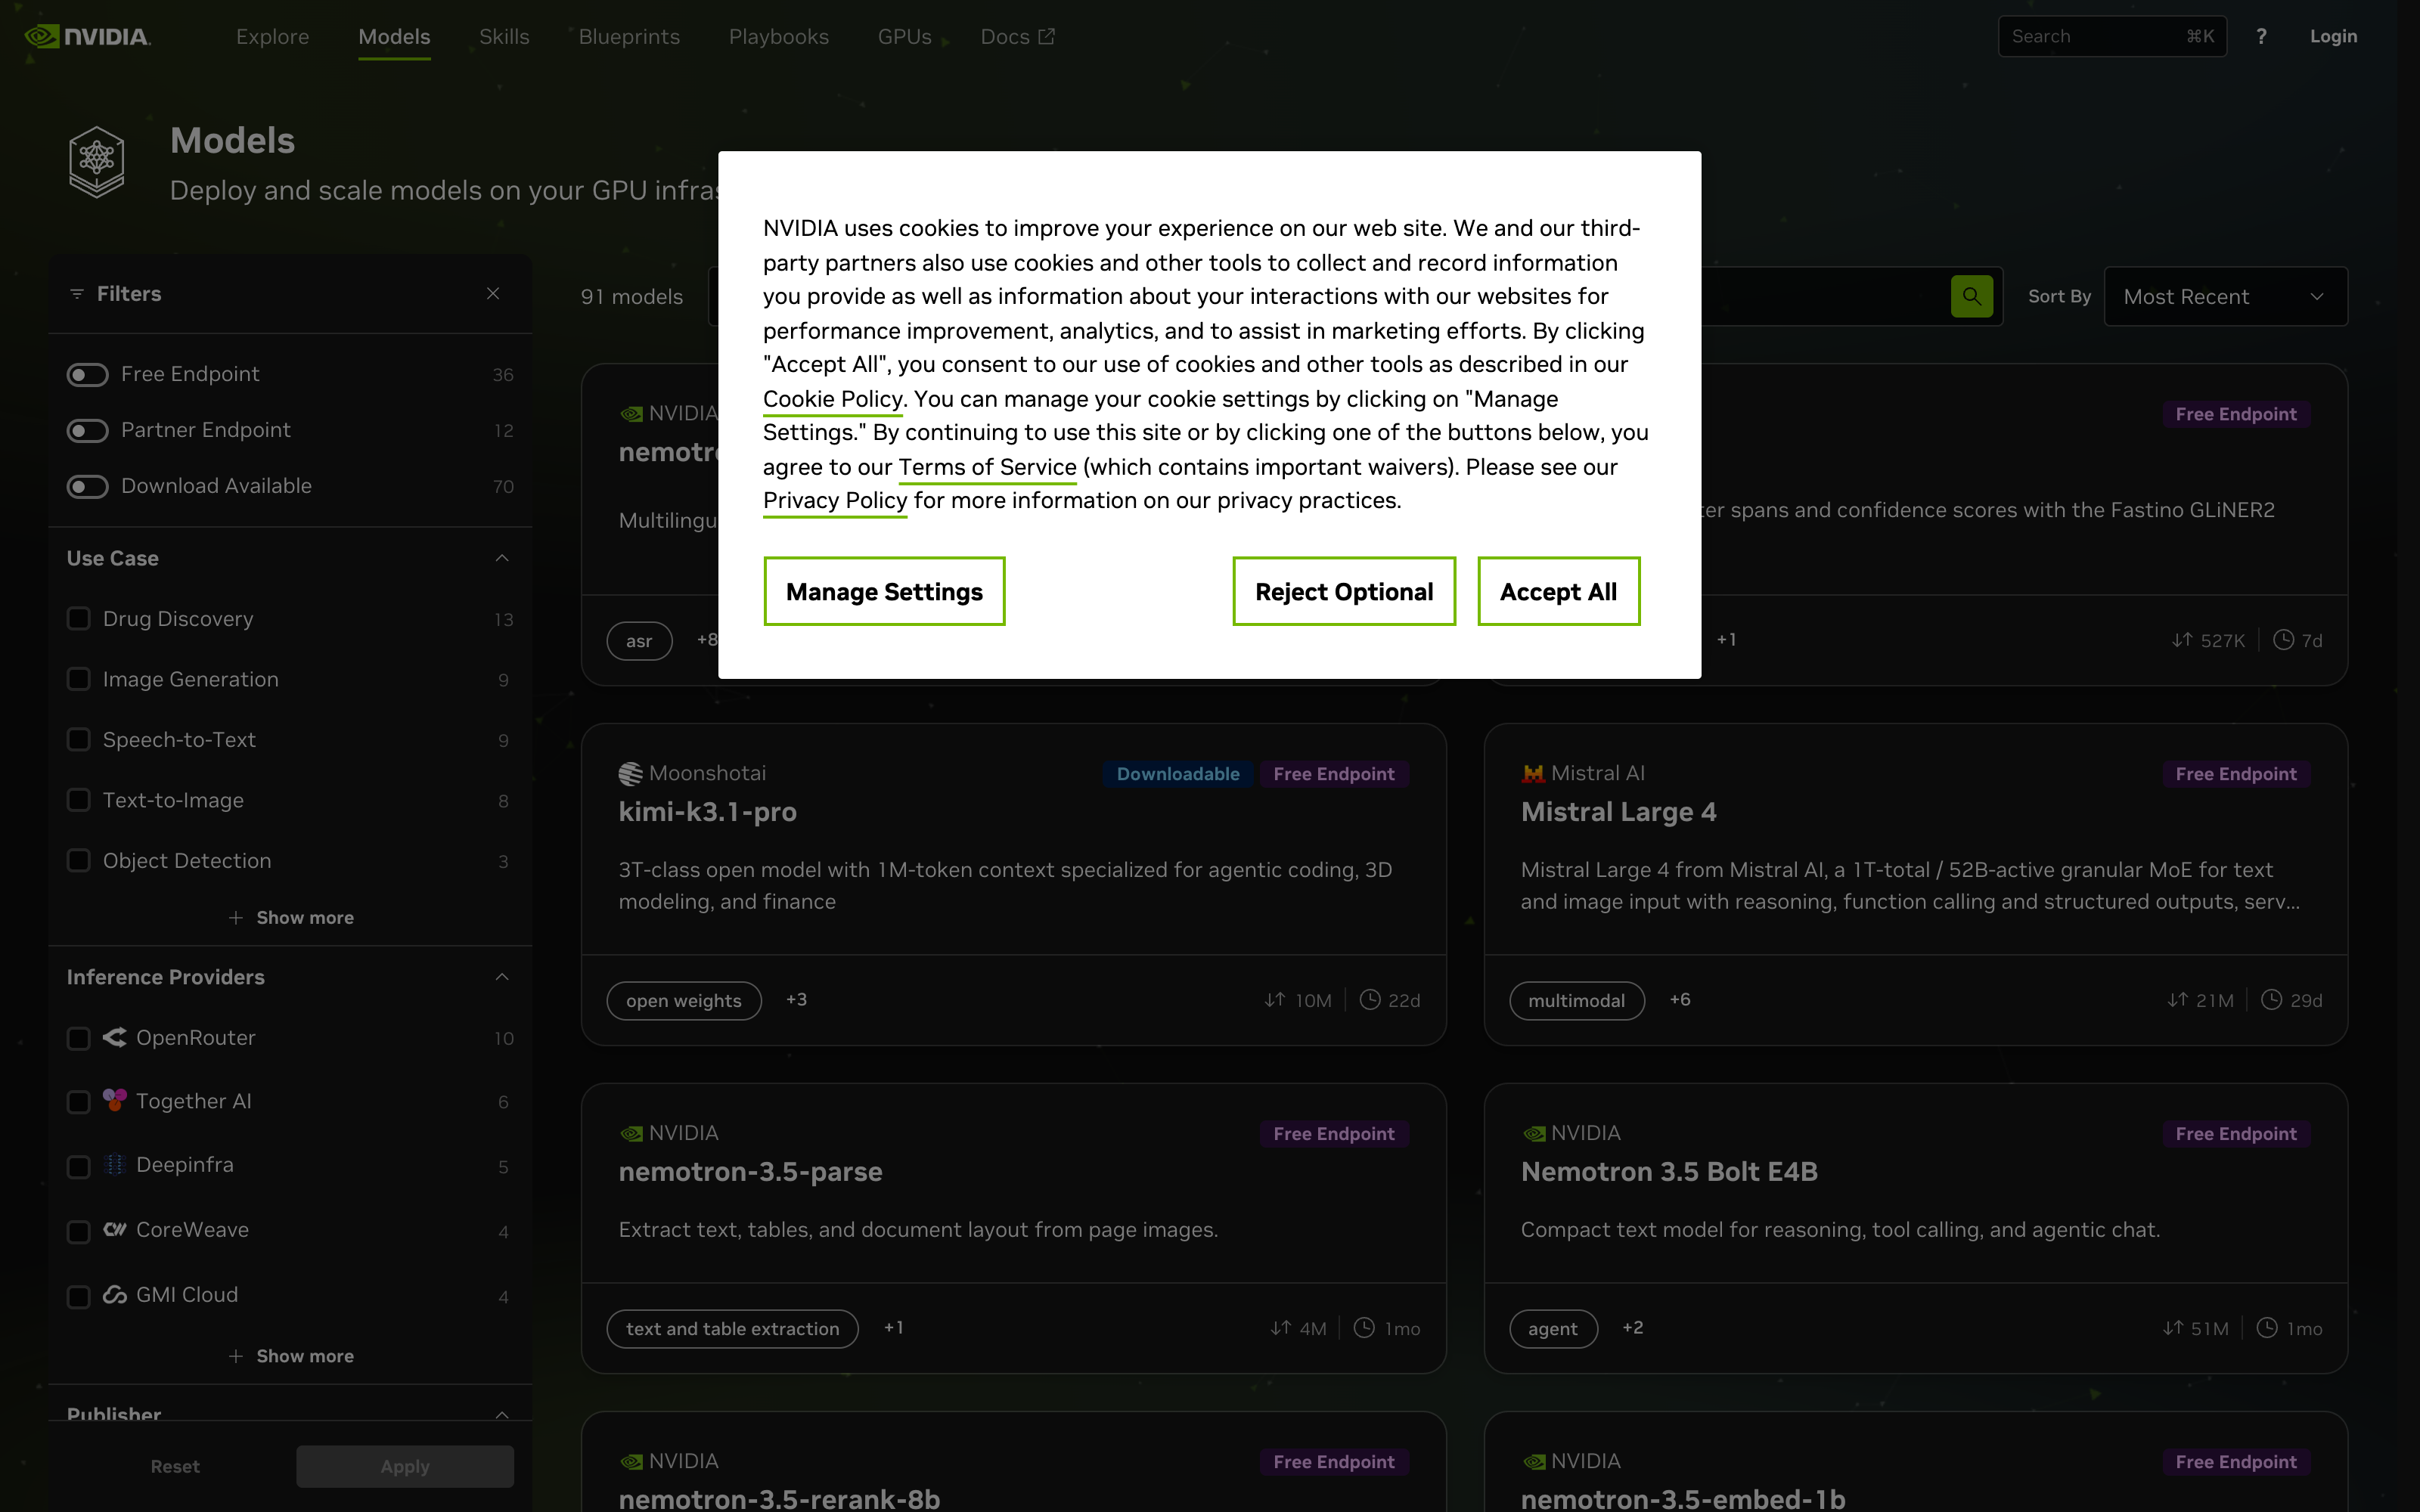 NVIDIA.
Explore
Models
Skills
Blueprints
Playbooks
GPUs
Docs
Search ⌘K
?
Login
Models
Deploy and scale models on your GPU
NVIDIA uses cookies to improve your experience on our web site. We and our third-
party partners also use cookies and other tools to collect and record information
you provide as well as information about your interactions with our websites for
performance improvement, analytics, and to assist in marketing efforts. By clicking
"Accept All", you consent to our use of cookies and other tools as described in our
Cookie Policy. You can manage your cookie settings by clicking on "Manage
Settings." By continuing to use this site or by clicking one of the buttons below, you
agree to our Terms of Service (which contains important waivers). Please see our
Privacy Policy for more information on our privacy practices.
Manage Settings
Reject Optional
Accept All
Filters
Free Endpoint 36
Partner Endpoint 12
Download Available 70
Use Case
Drug Discovery 13
Image Generation 9
Speech-to-Text 9
Text-to-Image 8
Object Detection 3
+ Show more
Inference Providers
OpenRouter 10
Together AI 6
Deepinfra 5
CoreWeave 4
GMI Cloud 4
+ Show more
Publisher
Reset
Apply
91 models
Sort By
Most Recent
NVIDIA
asr
+8
Free Endpoint
spans and confidence scores with the Fastino GLiNER2
+1
527K
7d
Moonshotai
Downloadable
Free Endpoint
kimi-k3.1-pro
3T-class open model with 1M-token context specialized for agentic coding, 3D
modeling, and finance
open weights
+3
10M
22d
Mistral AI
Free Endpoint
Mistral Large 4
Mistral Large 4 from Mistral AI, a 1T-total / 52B-active granular MoE for text
and image input with reasoning, function calling and structured outputs, serv...
multimodal
+6
21M
29d
NVIDIA
Free Endpoint
nemotron-3.5-parse
Extract text, tables, and document layout from page images.
text and table extraction
+1
4M
1mo
NVIDIA
Free Endpoint
Nemotron 3.5 Bolt E4B
Compact text model for reasoning, tool calling, and agentic chat.
agent
+2
51M
1mo
NVIDIA
Free Endpoint
nemotron-3.5-rerank-8b
NVIDIA
Free Endpoint
nemotron-3.5-embed-1b